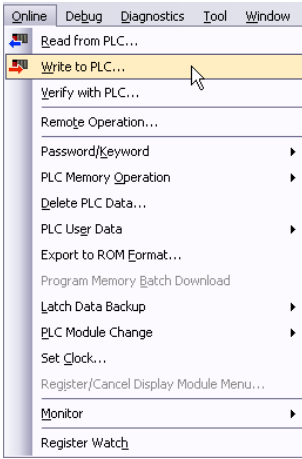 Online Debug Diagnostics Tool Window
Read from PLC...
Write to PLC...
Verify with PLC...
Remote Operation...
Password/Keyword
PLC Memory Operation
Delete PLC Data...
PLC User Data
Export to ROM Format...
Program Memory Batch Download
Latch Data Backup
PLC Module Change
Set Clock...
Register/Cancel Display Module Menu...
Monitor
Register Watch